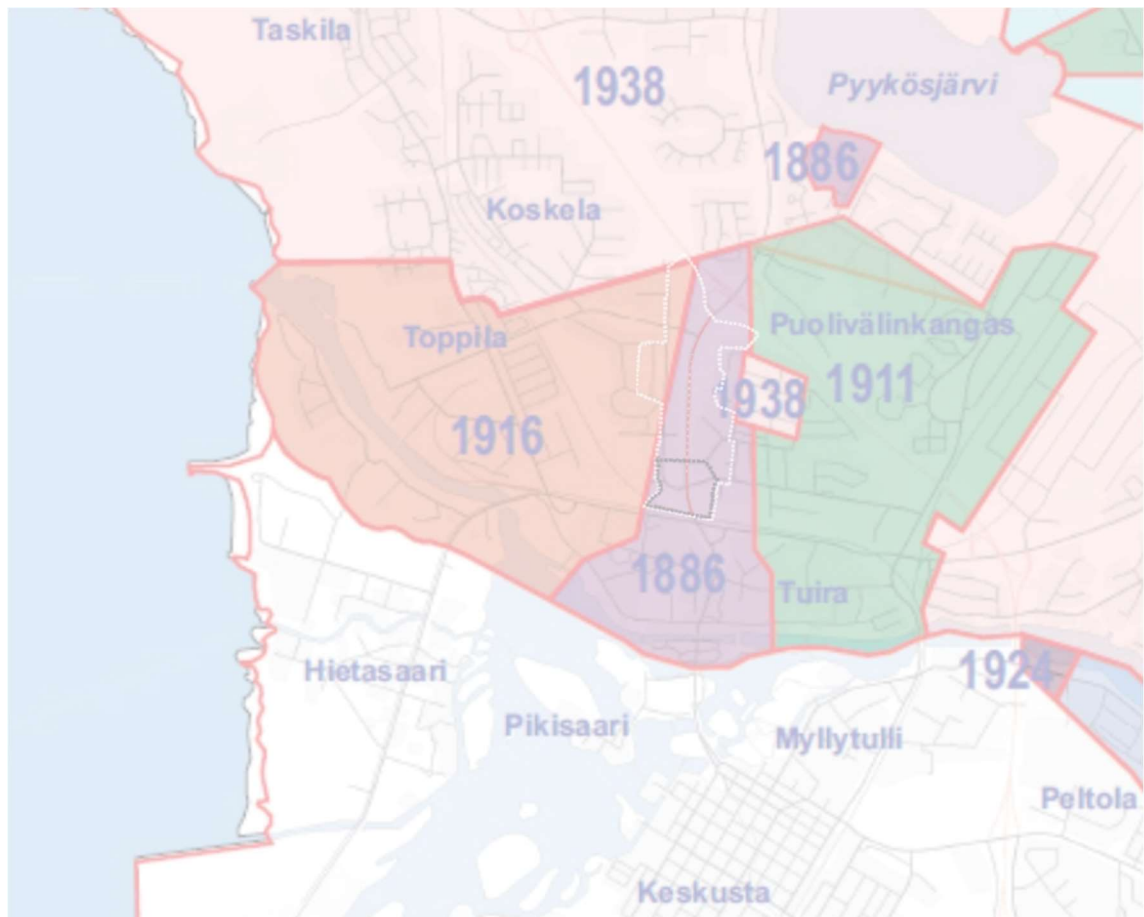 Taskila
1938
Pyykösjärvi
1886
Koskela
Toppila
Puolivälinkangas
1938
1911
1916
1886
Tuira
Hietasaari
1924
Pikisaari
Myllytulli
Peltola
Keskusta